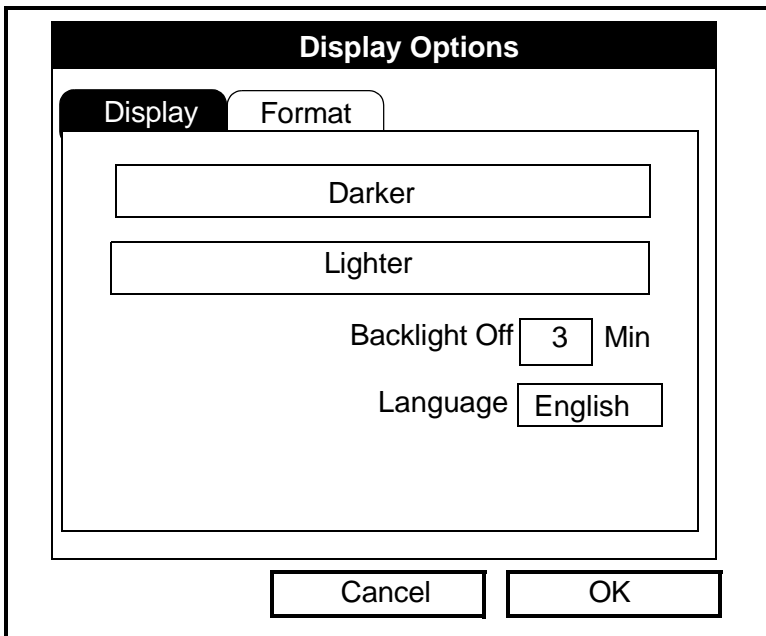 Display Options
Display Format
Darker
Lighter
Backlight Off 3 Min
Language English
Cancel OK